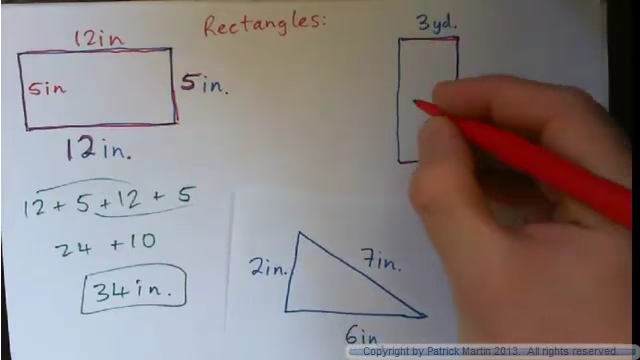 Rectangles:
12in
5in
5in.
12in.
12 + 5 + 12 + 5
24 + 10
34in.
3yd.
2in.
7in.
6in
Copyright by Patrick Martin 2013. All rights reserved.